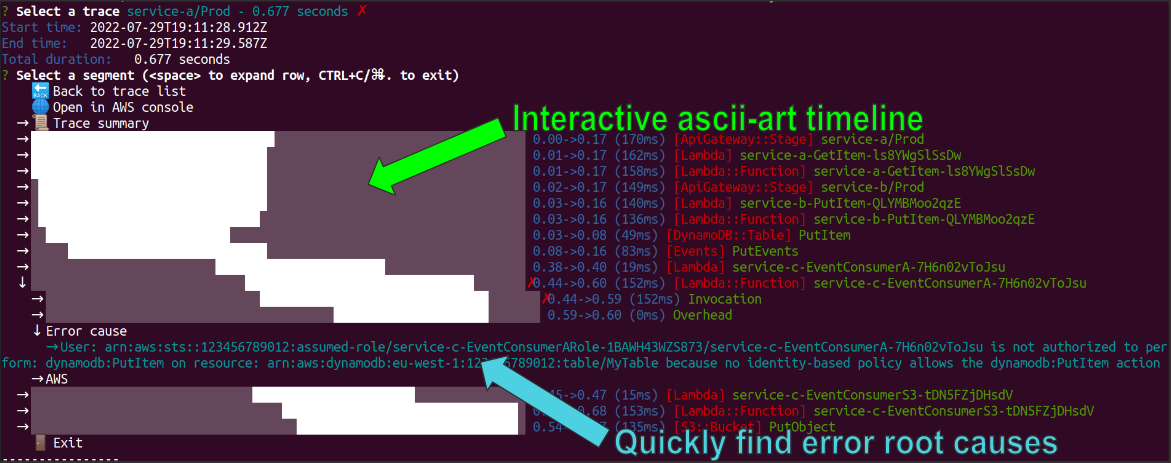 ? Select a trace service-a/Prod - 0.677 seconds ✗
Start time: 2022-07-29T19:11:28.912Z
End time: 2022-07-29T19:11:29.587Z
Total duration: 0.677 seconds
? Select a segment (<space> to expand row, CTRL+C/⌘. to exit)
BACK Back to trace list
Open in AWS console
→ Trace summary
Interactive ascii-art timeline
→ 0.00->0.17 (170ms) [ApiGateway::Stage] service-a/Prod
→ 0.01->0.17 (162ms) [Lambda] service-a-GetItem-ls8YWgSlSsDw
→ 0.01->0.17 (158ms) [Lambda::Function] service-a-GetItem-ls8YWgSlSsDw
→ 0.02->0.17 (149ms) [ApiGateway::Stage] service-b/Prod
→ 0.03->0.16 (140ms) [Lambda] service-b-PutItem-QLYMBMoo2qzE
→ 0.03->0.16 (136ms) [Lambda::Function] service-b-PutItem-QLYMBMoo2qzE
→ 0.03->0.08 (49ms) [DynamoDB::Table] PutItem
→ 0.08->0.16 (83ms) [Events] PutEvents
→ 0.38->0.40 (19ms) [Lambda] service-c-EventConsumerA-7H6n02vToJsu
↓ ✗0.44->0.60 (152ms) [Lambda::Function] service-c-EventConsumerA-7H6n02vToJsu
→ ✗0.44->0.59 (152ms) Invocation
→ 0.59->0.60 (0ms) Overhead
↓Error cause
→User: arn:aws:sts::123456789012:assumed-role/service-c-EventConsumerARole-1BAWH43WZS873/service-c-EventConsumerA-7H6n02vToJsu is not authorized to per
form: dynamodb:PutItem on resource: arn:aws:dynamodb:eu-west-1:123456789012:table/MyTable because no identity-based policy allows the dynamodb:PutItem action
→AWS
→ ->0.47 (15ms) [Lambda] service-c-EventConsumerS3-tDN5FZjDHsdV
→ (153ms) [Lambda::Function] service-c-EventConsumerS3-tDN5FZjDHsdV
→ 0.54 (135ms) [S3::Bucket] PutObject
Exit
Quickly find error root causes
----------------